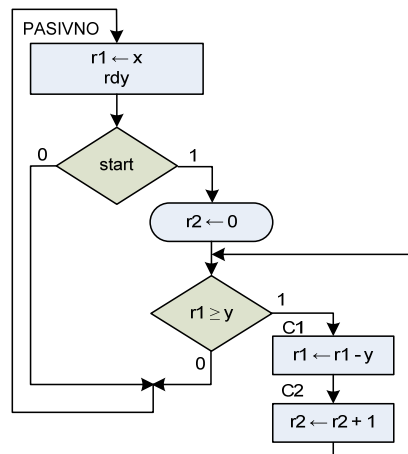 PASIVNO
r1 ← x
rdy
start
0
1
r2 ← 0
r1 ≥ y
1
0
C1
r1 ← r1 - y
C2
r2 ← r2 + 1